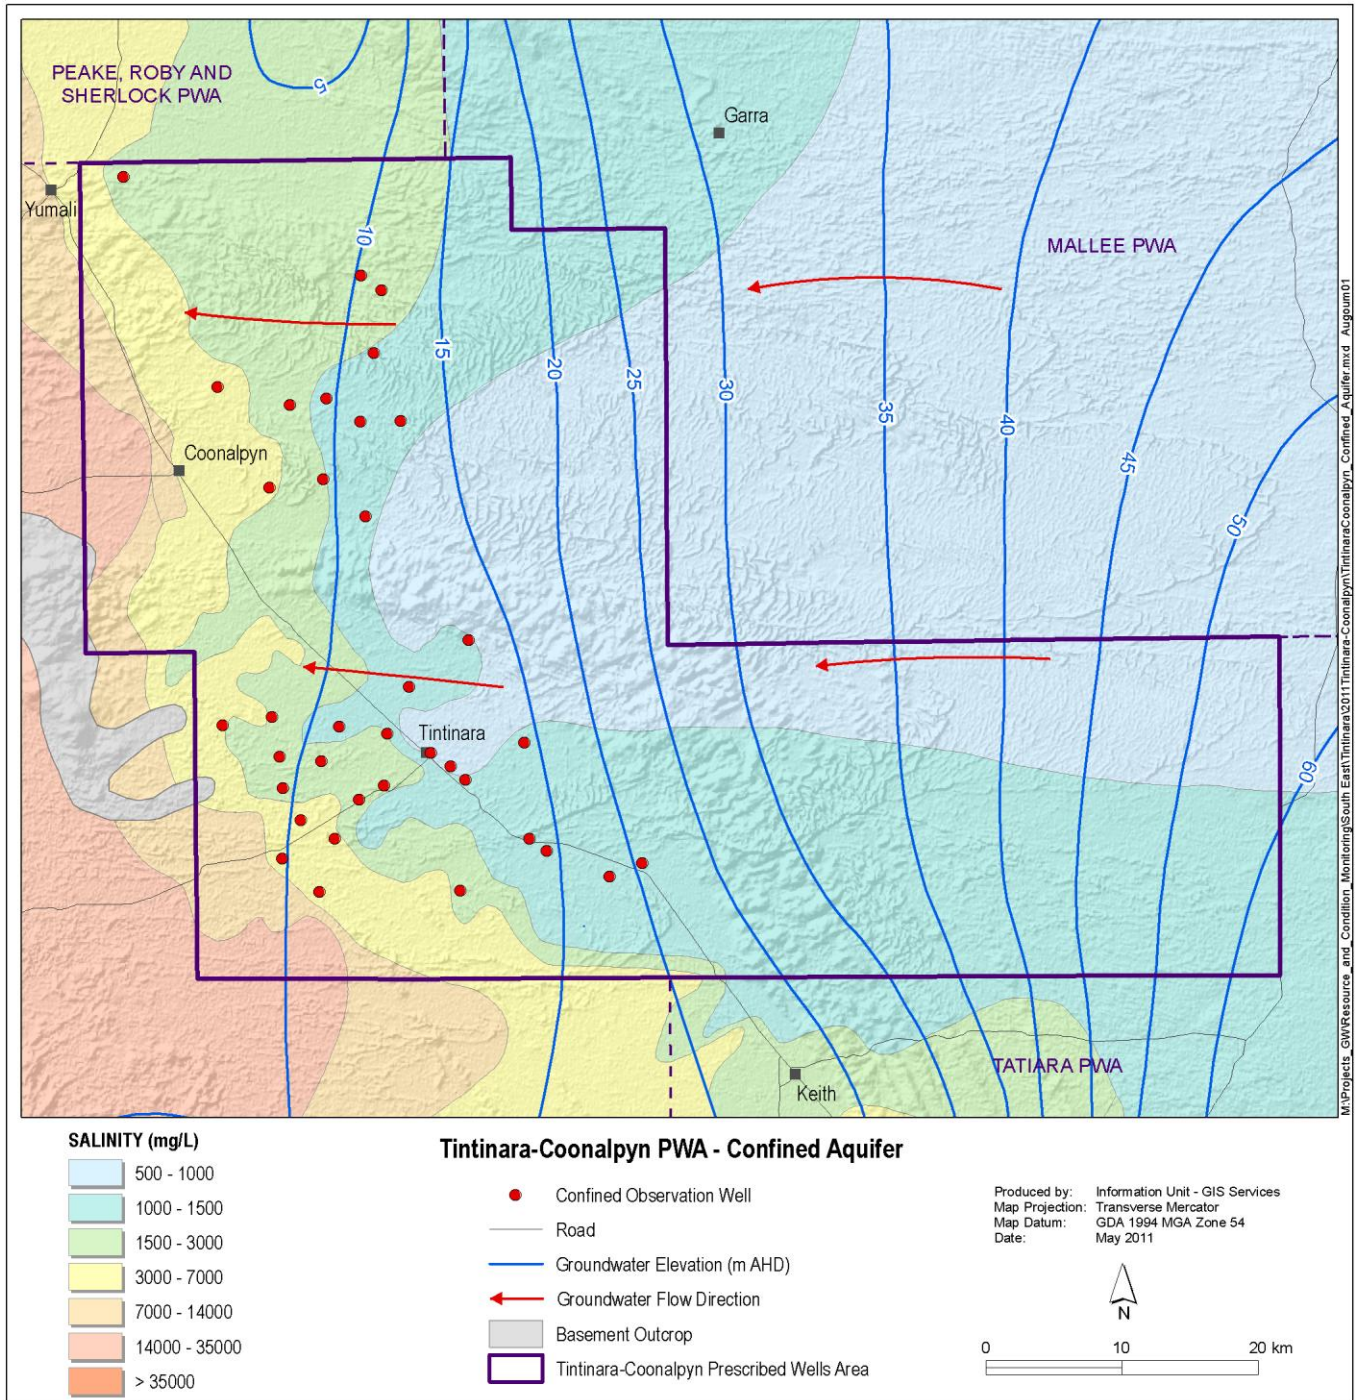 PEAKE, ROBY AND
SHERLOCK PWA
5
Garra
Yumali
10
MALLEE PWA
15
20
25
30
35
40
45
50
60
Coonalpyn
Tintinara
TATIARA PWA
Keith
M:\Projects_GW\Resource_and_Condition_Monitoring\South East\Tintinara\2011Tintinara-Coonalpyn\TintinaraCoonalpyn_Confined_Aquifer.mxd Augoum01
SALINITY (mg/L)
500 - 1000
1000 - 1500
1500 - 3000
3000 - 7000
7000 - 14000
14000 - 35000
> 35000
Tintinara-Coonalpyn PWA - Confined Aquifer
Confined Observation Well
Road
Groundwater Elevation (m AHD)
Groundwater Flow Direction
Basement Outcrop
Tintinara-Coonalpyn Prescribed Wells Area
Produced by: Information Unit - GIS Services
Map Projection: Transverse Mercator
Map Datum: GDA 1994 MGA Zone 54
Date: May 2011
N
0 10 20 km